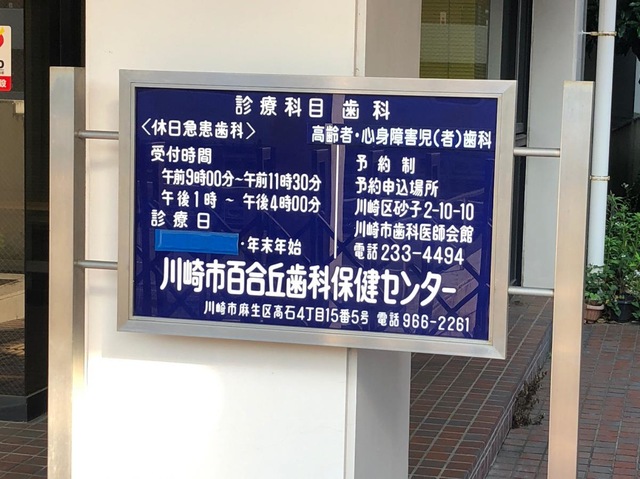 診療科目 歯科
〈休日急患歯科〉
受付時間
午前9時00分～午前11時30分
午後1時～午後4時00分
診療日
・年末年始
高齢者・心身障害児(者)歯科
予約制
予約申込場所
川崎区砂子2-10-10
川崎市歯科医師会館
電話 233-4494
川崎市百合丘歯科保健センター
川崎市麻生区高石4丁目15番5号 電話 966-2261